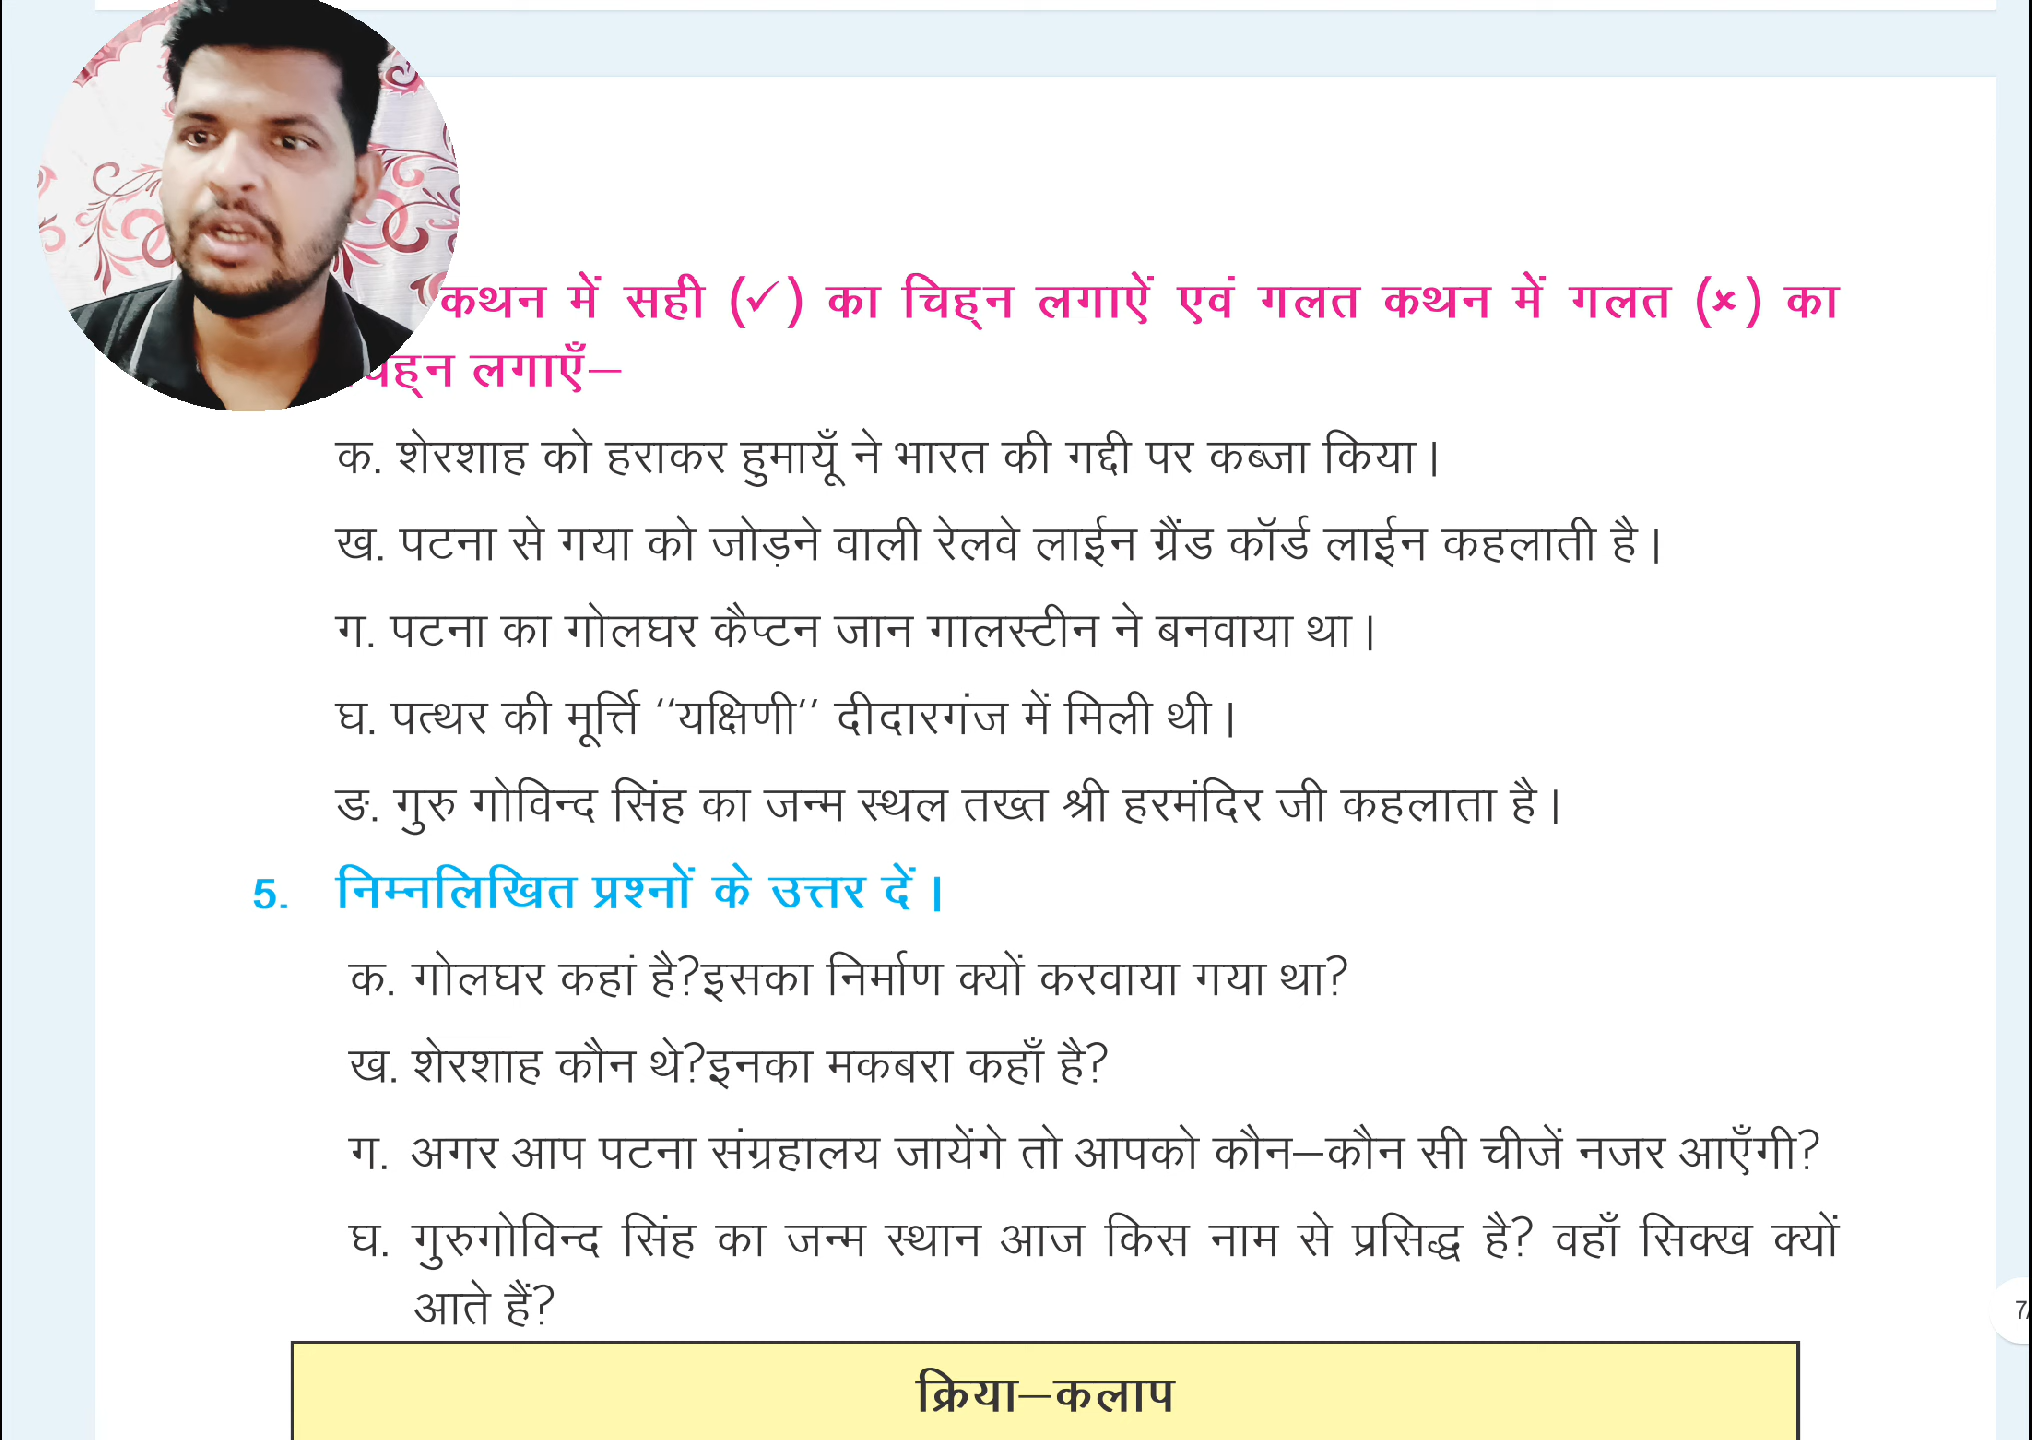 कथन में सही (✓) का चिह्न लगाऐं एवं गलत कथन में गलत (×) का
चिह्न लगाएँ–
क. शेरशाह को हराकर हुमायूँ ने भारत की गद्दी पर कब्जा किया।
ख. पटना से गया को जोड़ने वाली रेलवे लाईन ग्रैंड कॉर्ड लाईन कहलाती है।
ग. पटना का गोलघर कैप्टन जान गालस्टीन ने बनवाया था।
घ. पत्थर की मूर्त्ति ‘‘यक्षिणी’’ दीदारगंज में मिली थी।
ङ. गुरु गोविन्द सिंह का जन्म स्थल तख्त श्री हरमंदिर जी कहलाता है।
5. निम्नलिखित प्रश्नों के उत्तर दें।
क. गोलघर कहां है?इसका निर्माण क्यों करवाया गया था?
ख. शेरशाह कौन थे?इनका मकबरा कहाँ है?
ग. अगर आप पटना संग्रहालय जायेंगे तो आपको कौन–कौन सी चीजें नजर आएँगी?
घ. गुरुगोविन्द सिंह का जन्म स्थान आज किस नाम से प्रसिद्ध है? वहाँ सिक्ख क्यों
आते हैं?
क्रिया–कलाप